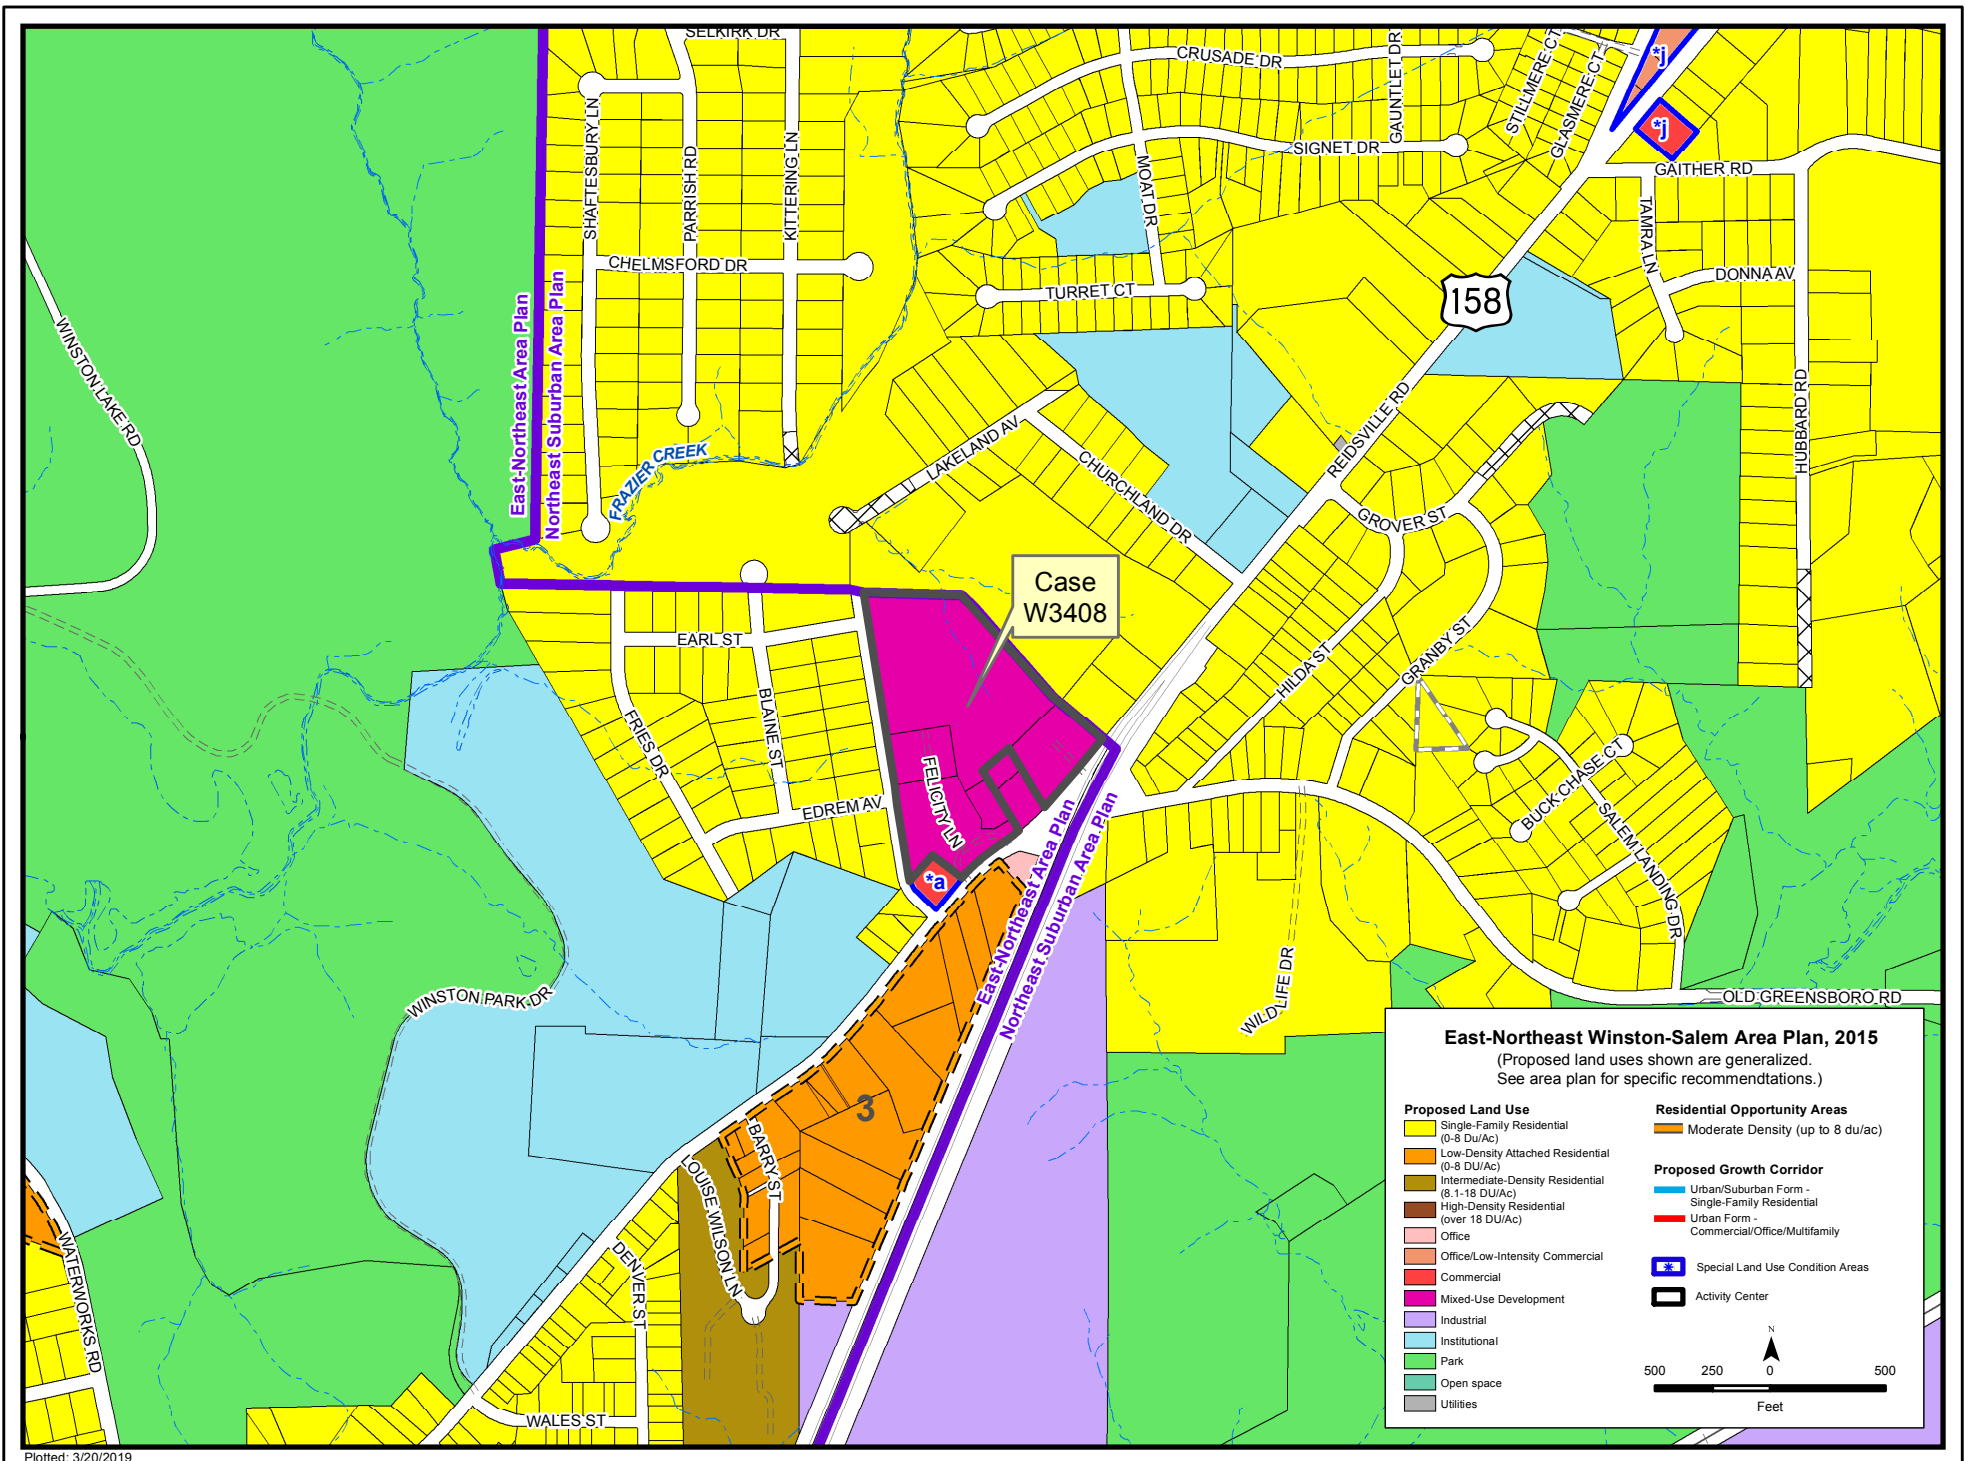 SELKIRK DR
CRUSADE DR
GAUNTLET DR
STILLMERE CT
GLASMERE CT
*j
*j
SHAFTESBURY LN
PARRISH RD
KITTERING LN
MOAT DR
SIGNET DR
GAITHER RD
TAMRA LN
CHELMSFORD DR
TURRET CT
DONNA AV
158
East-Northeast Area Plan
Northeast Suburban Area Plan
WINSTON LAKE RD
HUBBARD RD
REIDSVILLE RD
FRAZIER CREEK
LAKELAND AV
CHURCHLAND DR
GROVER ST
Case
W3408
EARL ST
HILDA ST
GRANBY ST
BLAINE ST
FRIES DR
FELICITY LN
EDREM AV
BUCK CHASE CT
SALEM LANDING DR
*a
East-Northeast Area Plan
Northeast Suburban Area Plan
East-Northeast Area Plan
Northeast Suburban Area Plan
WILD LIFE DR
WINSTON PARK DR
OLD GREENSBORO RD
3
BARRY ST
LOUISE WILSON LN
DENVER ST
WATERWORKS RD
WALES ST
East-Northeast Winston-Salem Area Plan, 2015
(Proposed land uses shown are generalized.
See area plan for specific recommendtations.)
Proposed Land Use
Single-Family Residential
(0-8 Du/Ac)
Low-Density Attached Residential
(0-8 DU/Ac)
Intermediate-Density Residential
(8.1-18 DU/Ac)
High-Density Residential
(over 18 DU/Ac)
Office
Office/Low-Intensity Commercial
Commercial
Mixed-Use Development
Industrial
Institutional
Park
Open space
Utilities
Residential Opportunity Areas
Moderate Density (up to 8 du/ac)
Proposed Growth Corridor
Urban/Suburban Form -
Single-Family Residential
Urban Form -
Commercial/Office/Multifamily
*
Special Land Use Condition Areas
Activity Center
N
500 250 0 500
Feet
Plotted: 3/20/2019